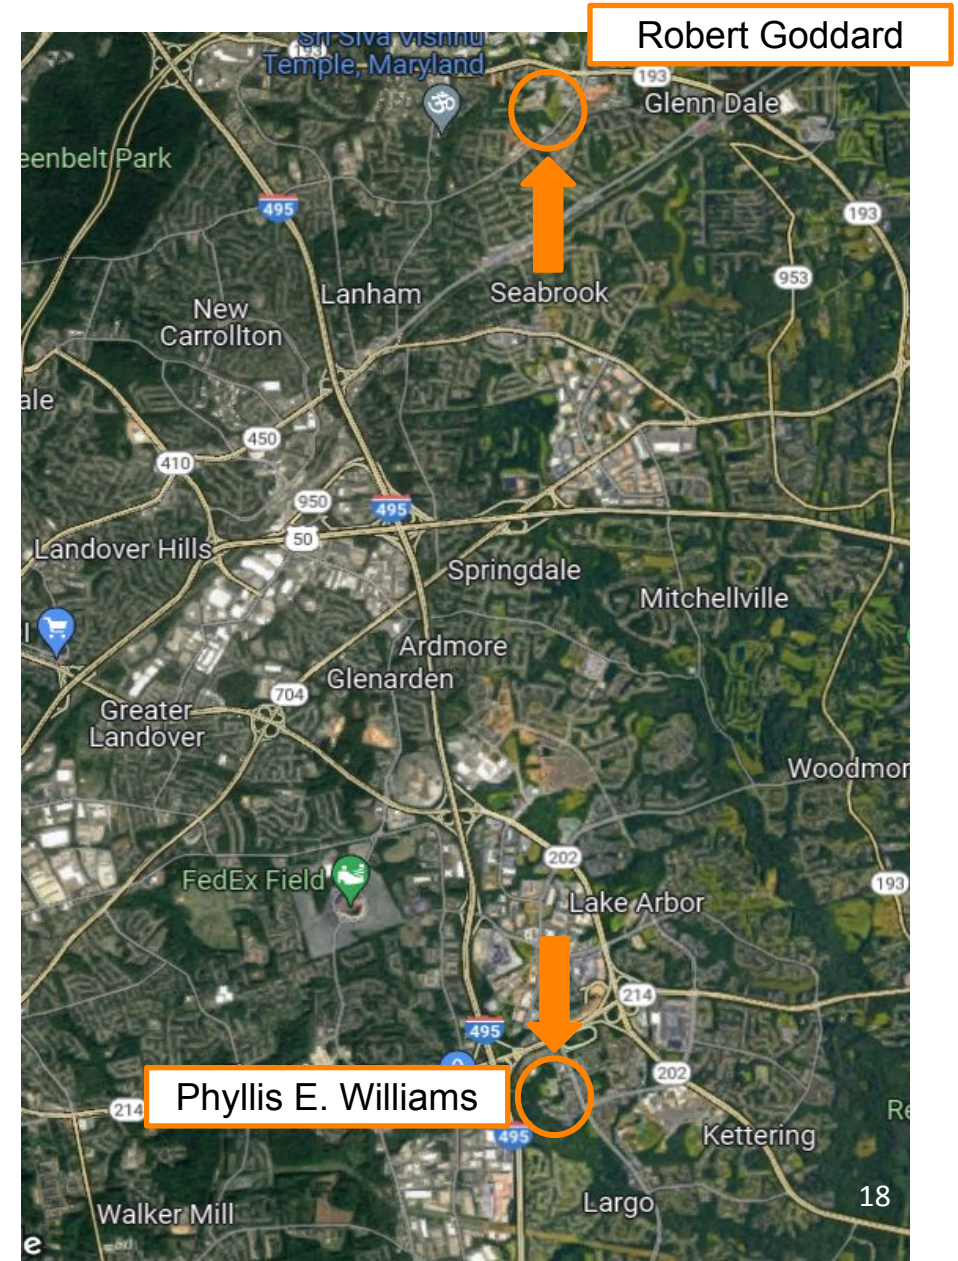 Robert Goddard
Sri Siva Vishnu
Temple, Maryland
193
193
Glenn Dale
eenbelt Park
495
193
953
Lanham
Seabrook
New
Carrollton
ale
450
410
950
495
50
Landover Hills
Springdale
Mitchellville
l
Ardmore
Glenarden
704
Greater
Landover
Woodmor
202
FedEx Field
193
Lake Arbor
214
495
202
Phyllis E. Williams
214
Re
495
Kettering
18
Largo
Walker Mill
e